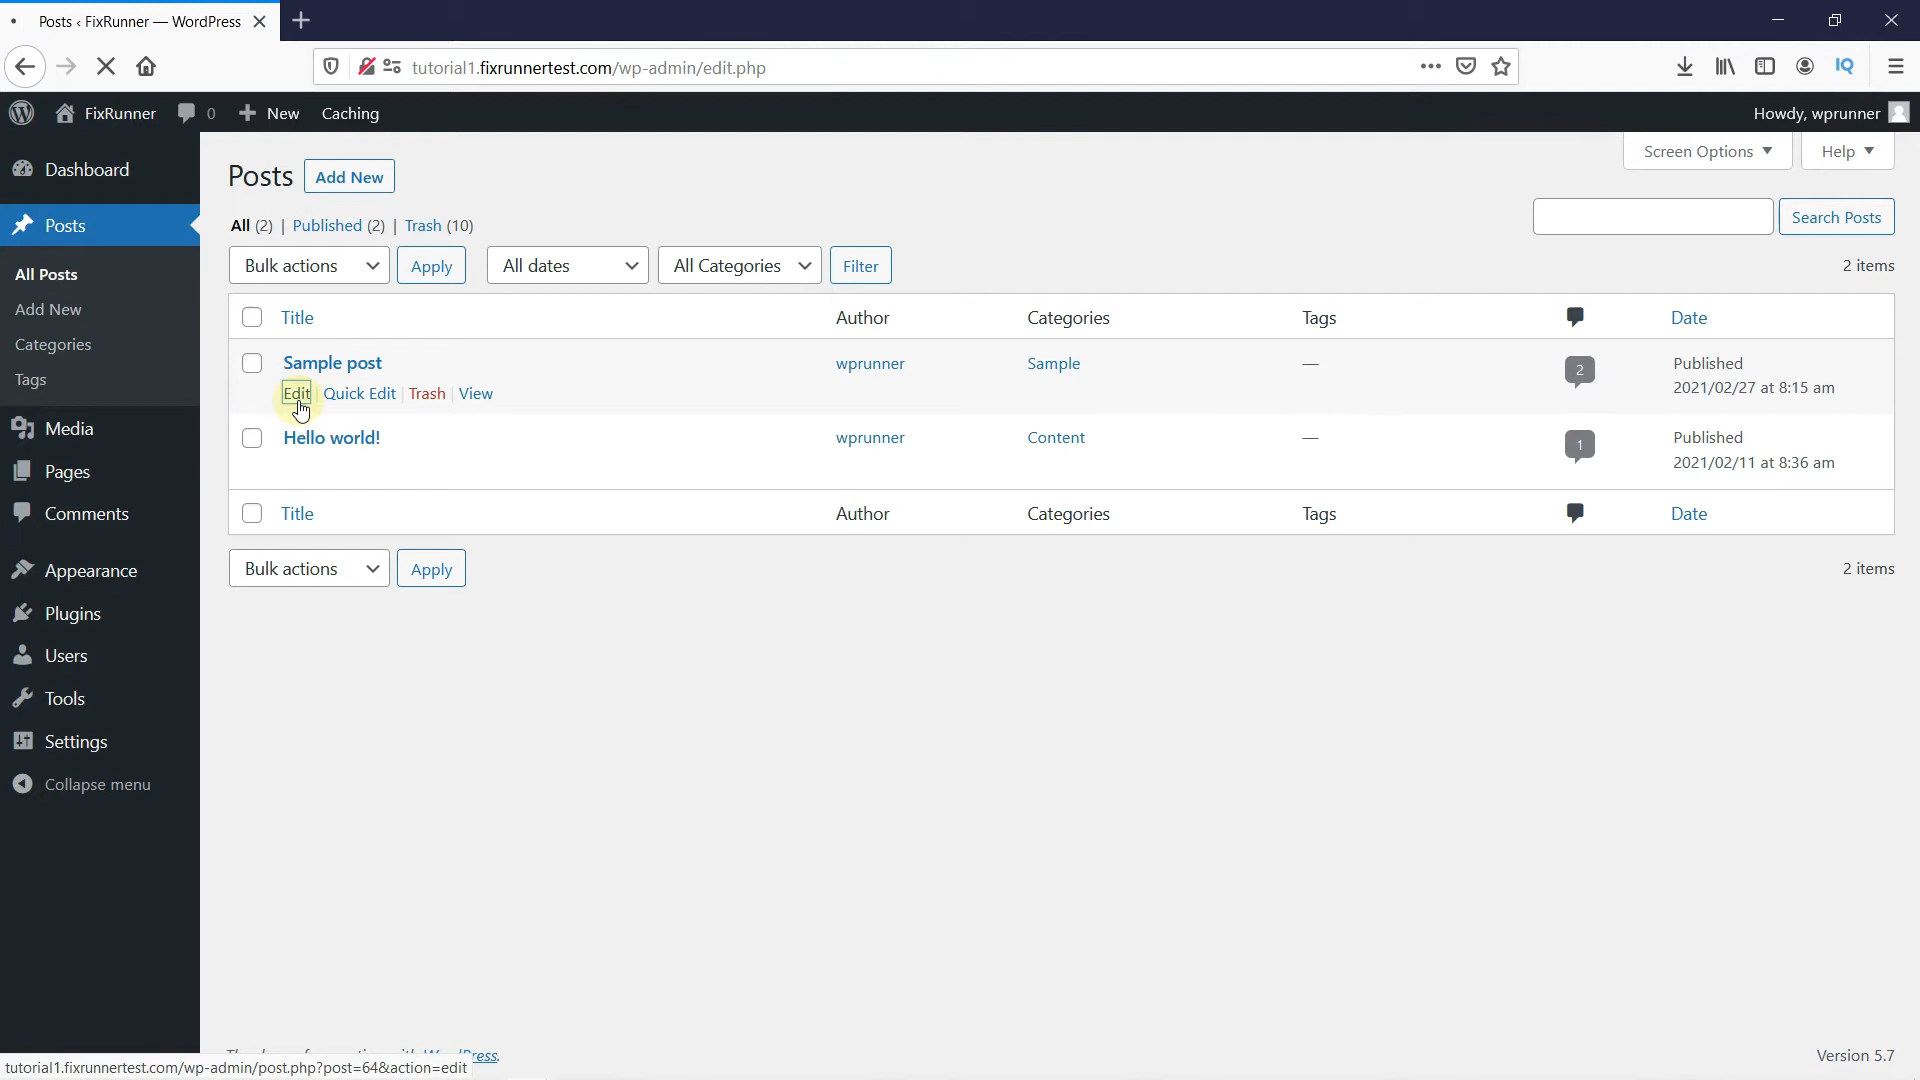 Posts ‹ FixRunner — WordPress
tutorial1.fixrunnertest.com/wp-admin/edit.php
IQ
FixRunner 0 New Caching Howdy, wprunner
Dashboard
Posts
All Posts
Add New
Categories
Tags
Media
Pages
Comments
Appearance
Plugins
Users
Tools
Settings
Collapse menu
Screen Options Help
Posts Add New
All (2) | Published (2) | Trash (10)
Search Posts
Bulk actions Apply All dates All Categories Filter 2 items
Title Author Categories Tags Date
Sample post wprunner Sample — 2 Published
2021/02/27 at 8:15 am
Edit | Quick Edit | Trash | View
Hello world! wprunner Content — 1 Published
2021/02/11 at 8:36 am
Title Author Categories Tags Date
Bulk actions Apply 2 items
Version 5.7
tutorial1.fixrunnertest.com/wp-admin/post.php?post=64&action=edit